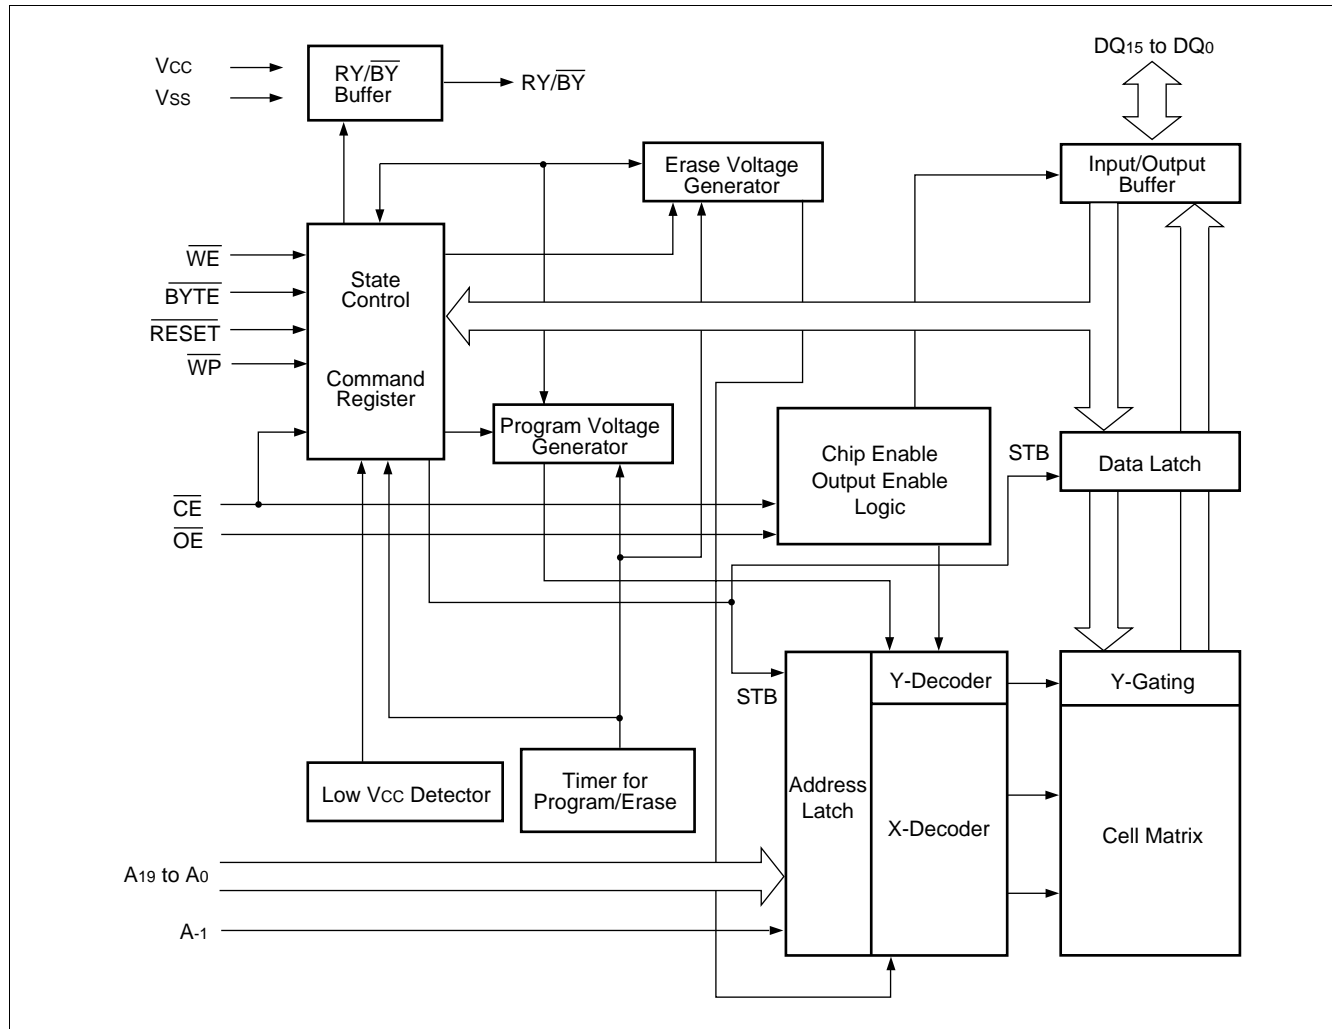 VCC
VSS
RY/BY
Buffer
RY/BY
DQ15 to DQ0
Erase Voltage
Generator
Input/Output
Buffer
WE
BYTE
RESET
WP
State
Control
Command
Register
Program Voltage
Generator
Chip Enable
Output Enable
Logic
STB
Data Latch
CE
OE
STB
Y-Decoder
Y-Gating
Low VCC Detector
Timer for
Program/Erase
Address
Latch
X-Decoder
Cell Matrix
A19 to A0
A-1